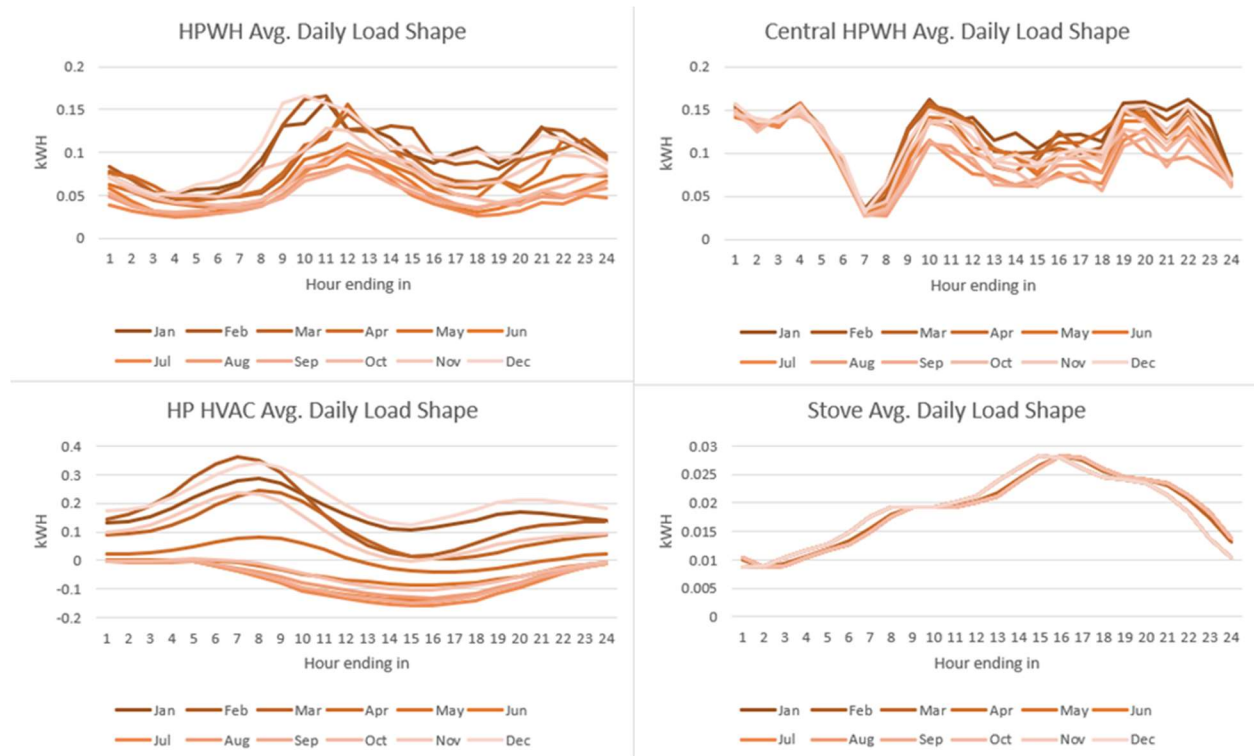 HPWH Avg. Daily Load Shape
0.2
0.15
0.1
0.05
0
kWH
1 2 3 4 5 6 7 8 9 10 11 12 13 14 15 16 17 18 19 20 21 22 23 24
Hour ending in
Jan Feb Mar Apr May Jun
Jul Aug Sep Oct Nov Dec
Central HPWH Avg. Daily Load Shape
0.2
0.15
0.1
0.05
0
kWH
1 2 3 4 5 6 7 8 9 10 11 12 13 14 15 16 17 18 19 20 21 22 23 24
Hour ending in
Jan Feb Mar Apr May Jun
Jul Aug Sep Oct Nov Dec
HP HVAC Avg. Daily Load Shape
0.4
0.3
0.2
0.1
0
-0.1
-0.2
kWH
1 2 3 4 5 6 7 8 9 10 11 12 13 14 15 16 17 18 19 20 21 22 23 24
Hour ending in
Jan Feb Mar Apr May Jun
Jul Aug Sep Oct Nov Dec
Stove Avg. Daily Load Shape
0.03
0.025
0.02
0.015
0.01
0.005
0
kWH
1 2 3 4 5 6 7 8 9 10 11 12 13 14 15 16 17 18 19 20 21 22 23 24
Hour ending in
Jan Feb Mar Apr May Jun
Jul Aug Sep Oct Nov Dec